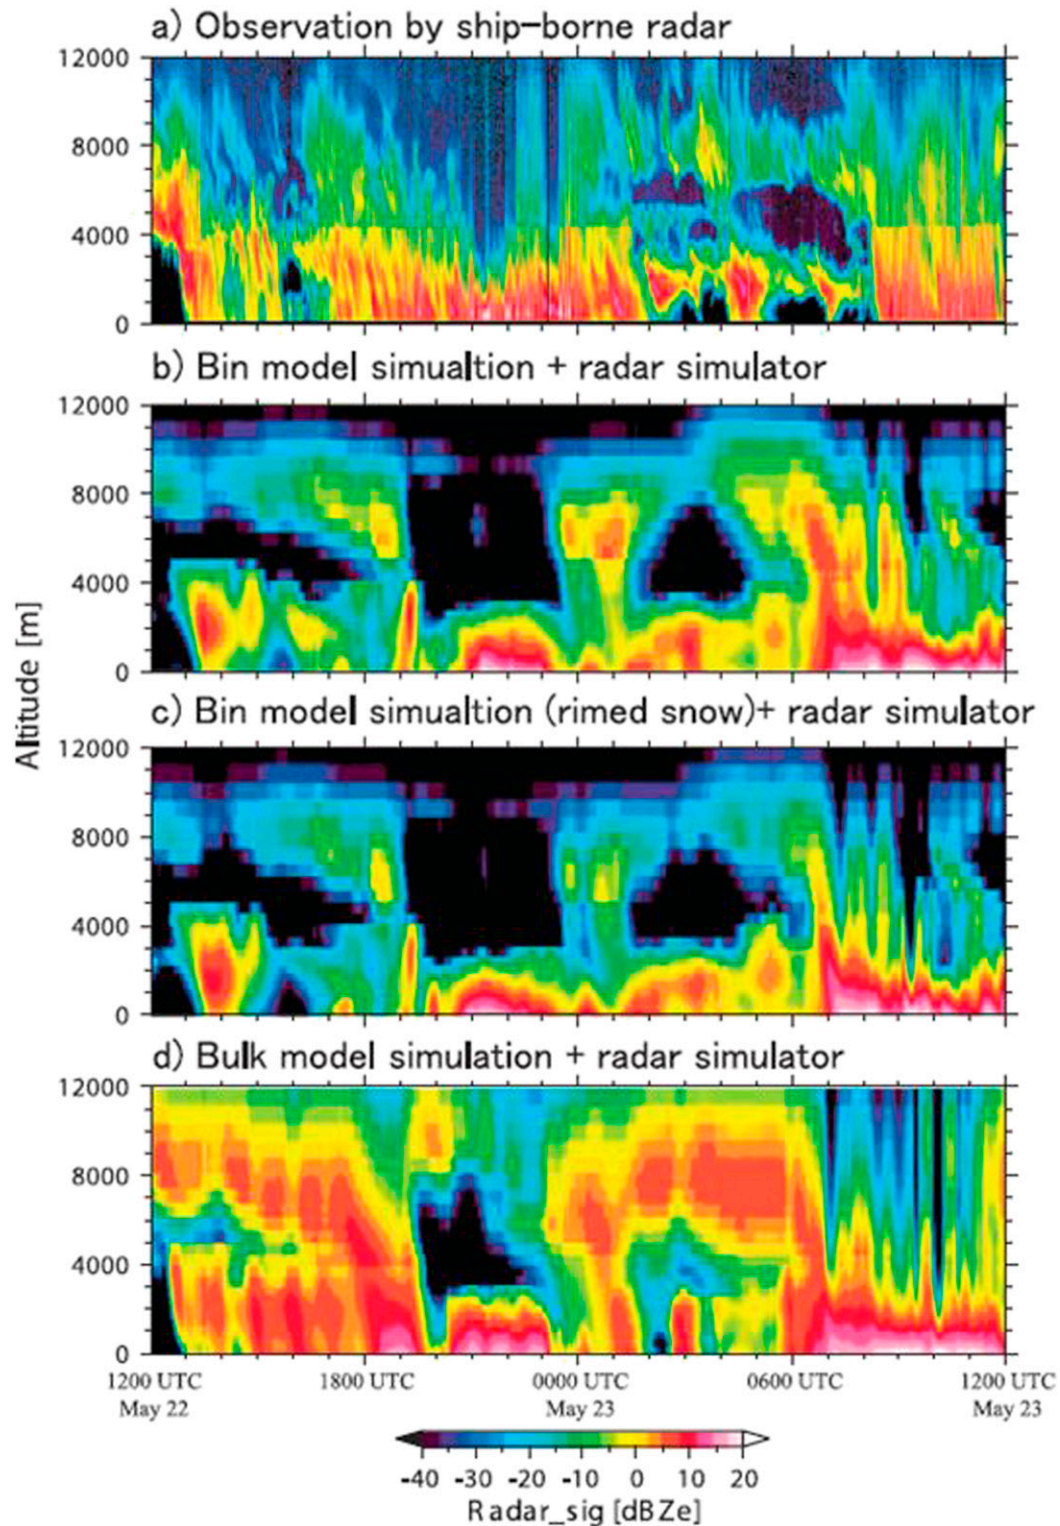 a) Observation by ship-borne radar
12000
8000
4000
0
b) Bin model simualtion + radar simulator
12000
8000
4000
0
c) Bin model simualtion (rimed snow)+ radar simulator
12000
8000
4000
0
d) Bulk model simulation + radar simulator
12000
8000
4000
0
Altitude [m]
1200 UTC 1800 UTC 0000 UTC 0600 UTC 1200 UTC
May 22 May 23 May 23
-40 -30 -20 -10 0 10 20
Radar_sig [dBZe]